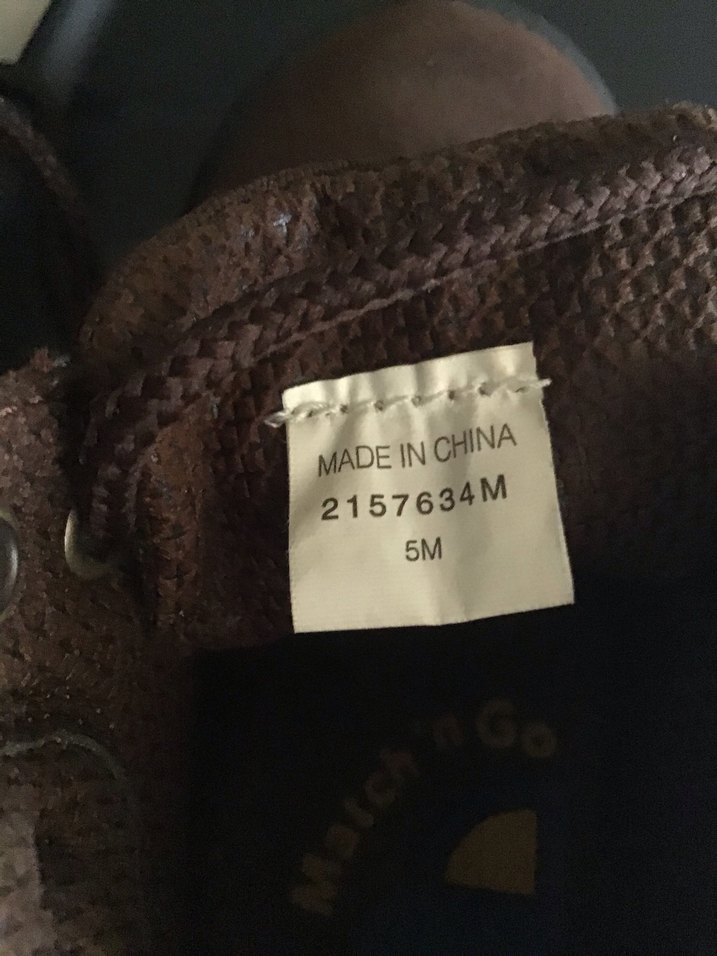 MADE IN CHINA
2157634M
5M
Match 'n Go